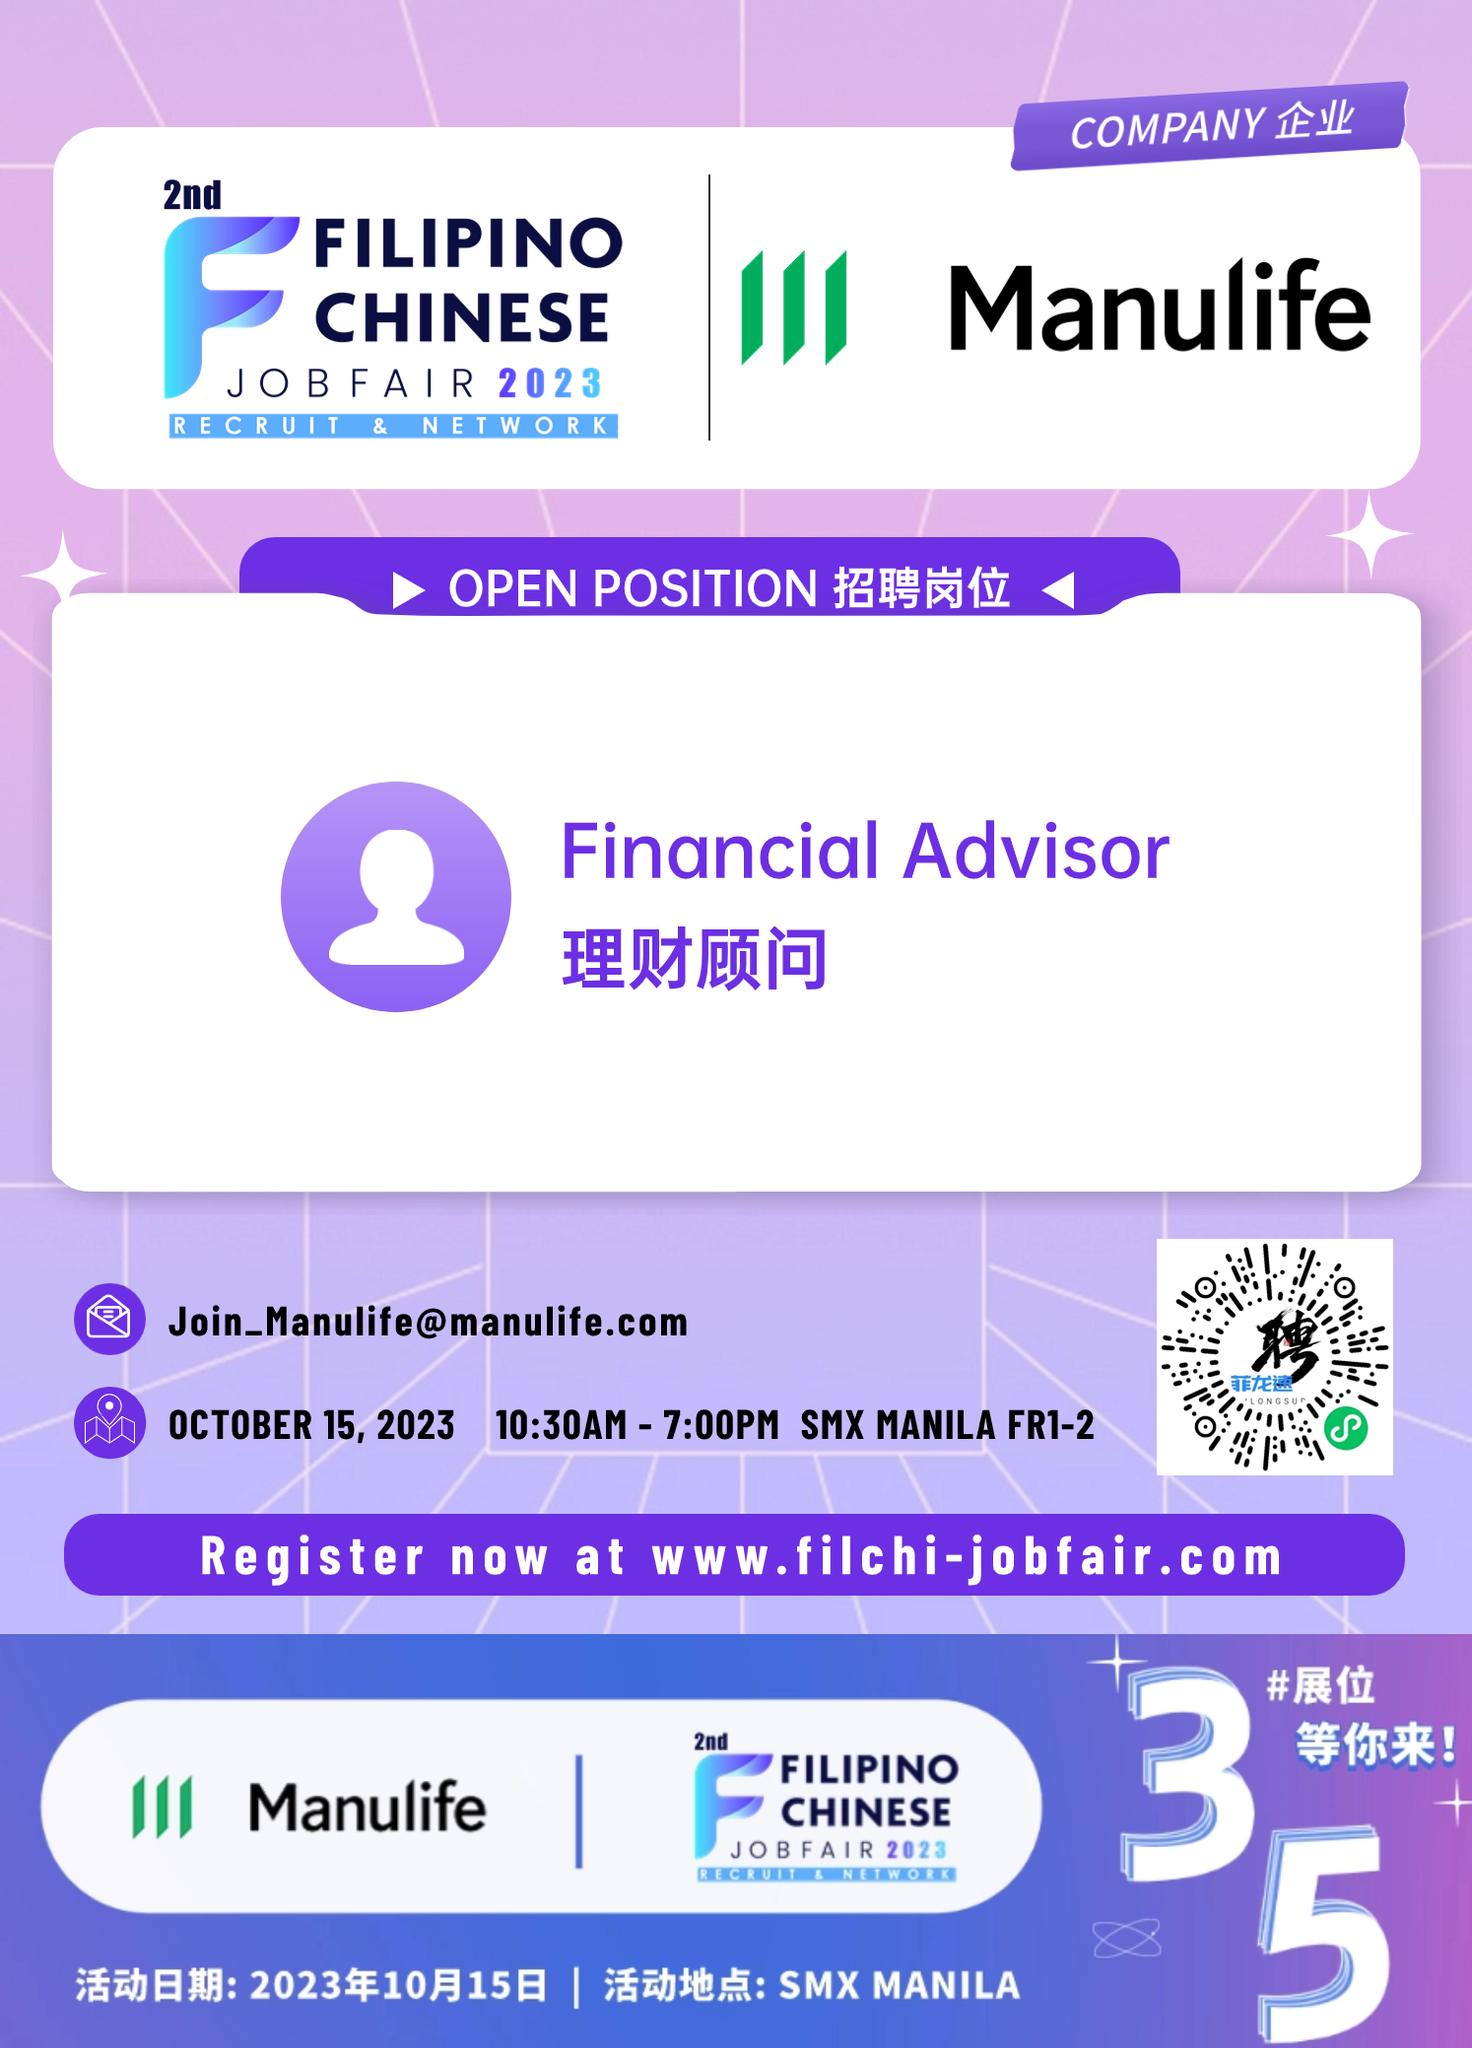 COMPANY 企业
2nd
FILIPINO
CHINESE
JOBFAIR 2023
RECRUIT & NETWORK
Manulife
OPEN POSITION 招聘岗位
Financial Advisor
理财顾问
Join_Manulife@manulife.com
OCTOBER 15, 2023 10:30AM - 7:00PM SMX MANILA FR1-2
聘
菲龙速
LONGSU
Register now at www.filchi-jobfair.com
Manulife
2nd
FILIPINO
CHINESE
JOBFAIR 2023
RECRUIT & NETWORK
#展位
等你来!
35
活动日期: 2023年10月15日 | 活动地点: SMX MANILA